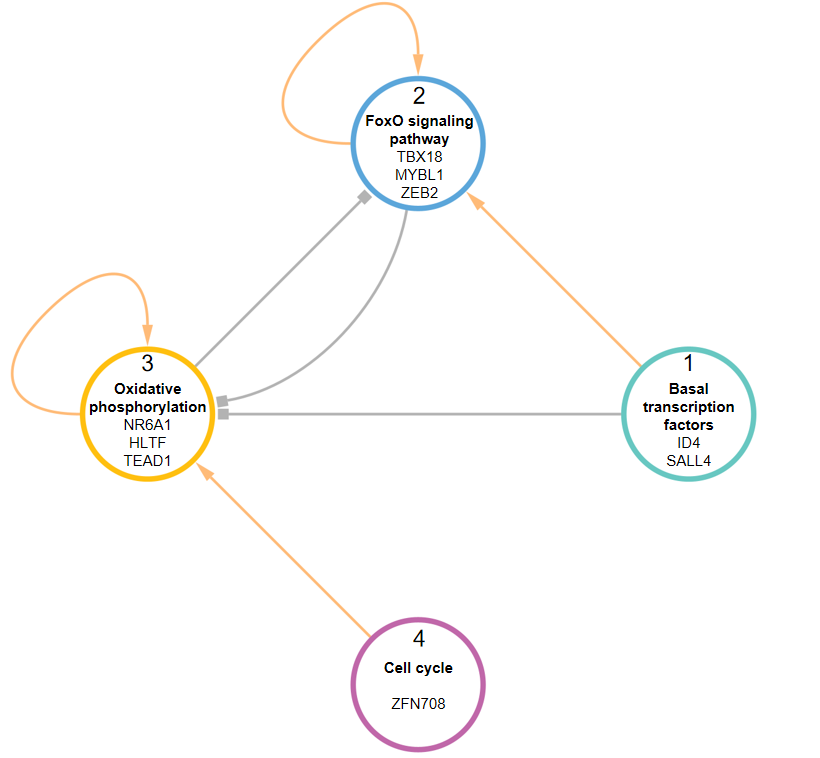 2
FoxO signaling
pathway
TBX18
MYBL1
ZEB2
3
Oxidative
phosphorylation
NR6A1
HLTF
TEAD1
1
Basal
transcription
factors
ID4
SALL4
4
Cell cycle
ZFN708